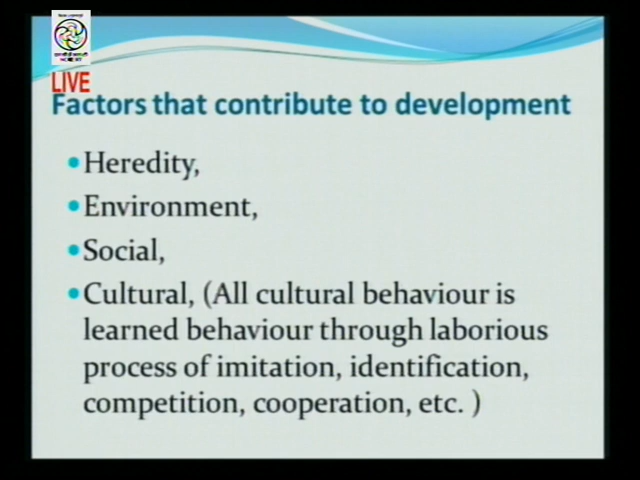 LIVE
Factors that contribute to development
Heredity,
Environment,
Social,
Cultural, (All cultural behaviour is
learned behaviour through laborious
process of imitation, identification,
competition, cooperation, etc. )